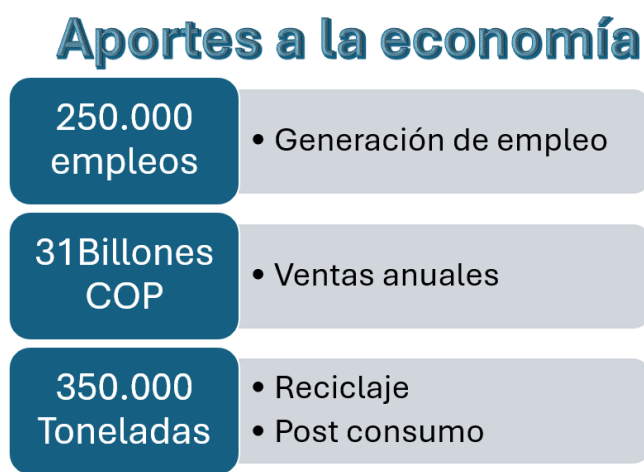 Aportes a la economía
250.000
empleos
• Generación de empleo
31Billones
COP
• Ventas anuales
350.000
Toneladas
• Reciclaje
• Post consumo